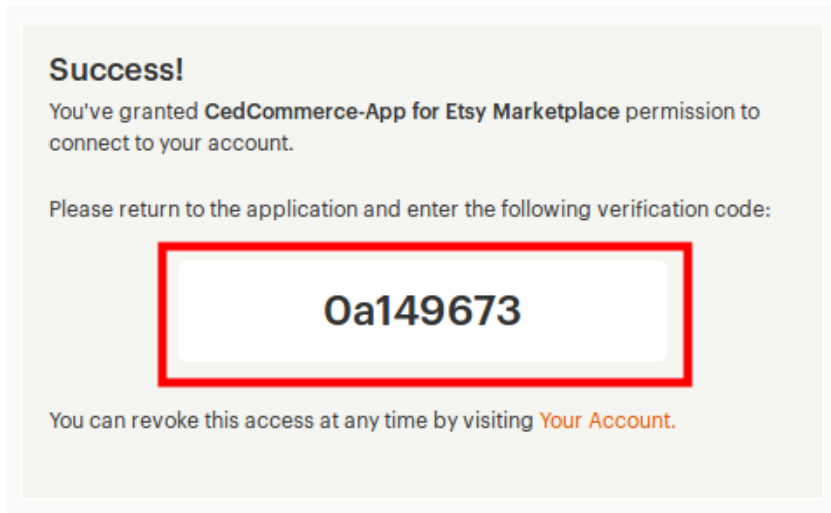 Success!
You've granted CedCommerce-App for Etsy Marketplace permission to
connect to your account.
Please return to the application and enter the following verification code:
0a149673
You can revoke this access at any time by visiting Your Account.